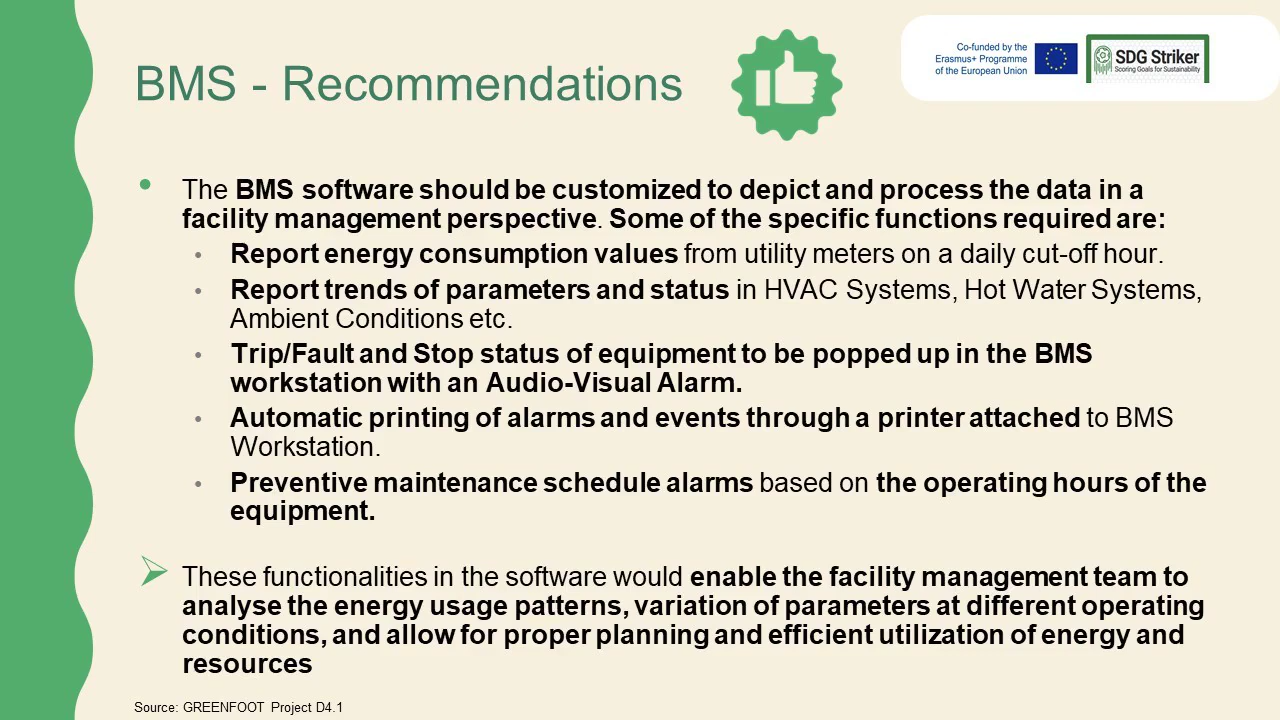 BMS - Recommendations
Co-funded by the
Erasmus+ Programme
of the European Union
SDG Striker
Scoring Goals for Sustainability
• The BMS software should be customized to depict and process the data in a
facility management perspective. Some of the specific functions required are:
• Report energy consumption values from utility meters on a daily cut-off hour.
• Report trends of parameters and status in HVAC Systems, Hot Water Systems,
Ambient Conditions etc.
• Trip/Fault and Stop status of equipment to be popped up in the BMS
workstation with an Audio-Visual Alarm.
• Automatic printing of alarms and events through a printer attached to BMS
Workstation.
• Preventive maintenance schedule alarms based on the operating hours of the
equipment.
➢ These functionalities in the software would enable the facility management team to
analyse the energy usage patterns, variation of parameters at different operating
conditions, and allow for proper planning and efficient utilization of energy and
resources
Source: GREENFOOT Project D4.1